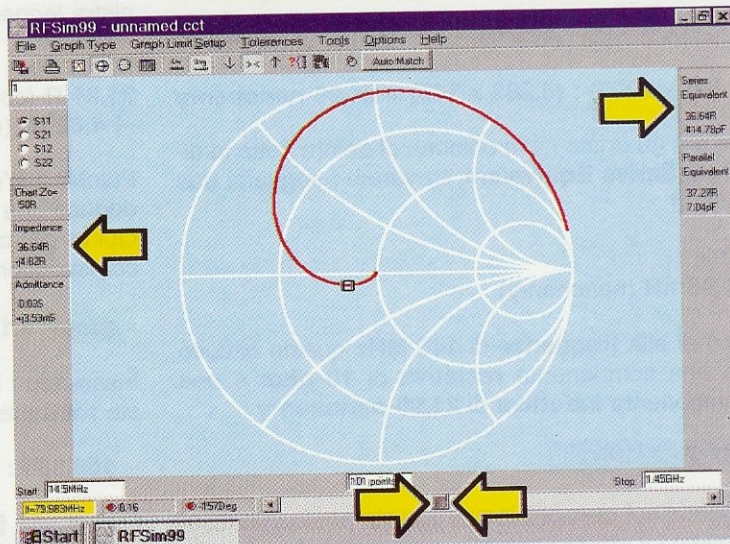 RFSim99 - unnamed.cct
File Graph Type Graph Limit Setup Tolerances Tools Options Help
Auto Match
1
S11
S21
S12
S22
Chart Zo=
50R
Impedance
36.64R
-j4.82R
Admittance
0.03S
+j3.53mS
Series
Equivalent
36.64R
414.78pF
Parallel
Equivalent
37.27R
7.04pF
Start: 14.5MHz
101 points
Stop: 1.45GHz
f=79.983MHz
0.16
-157Deg
Start RFSim99